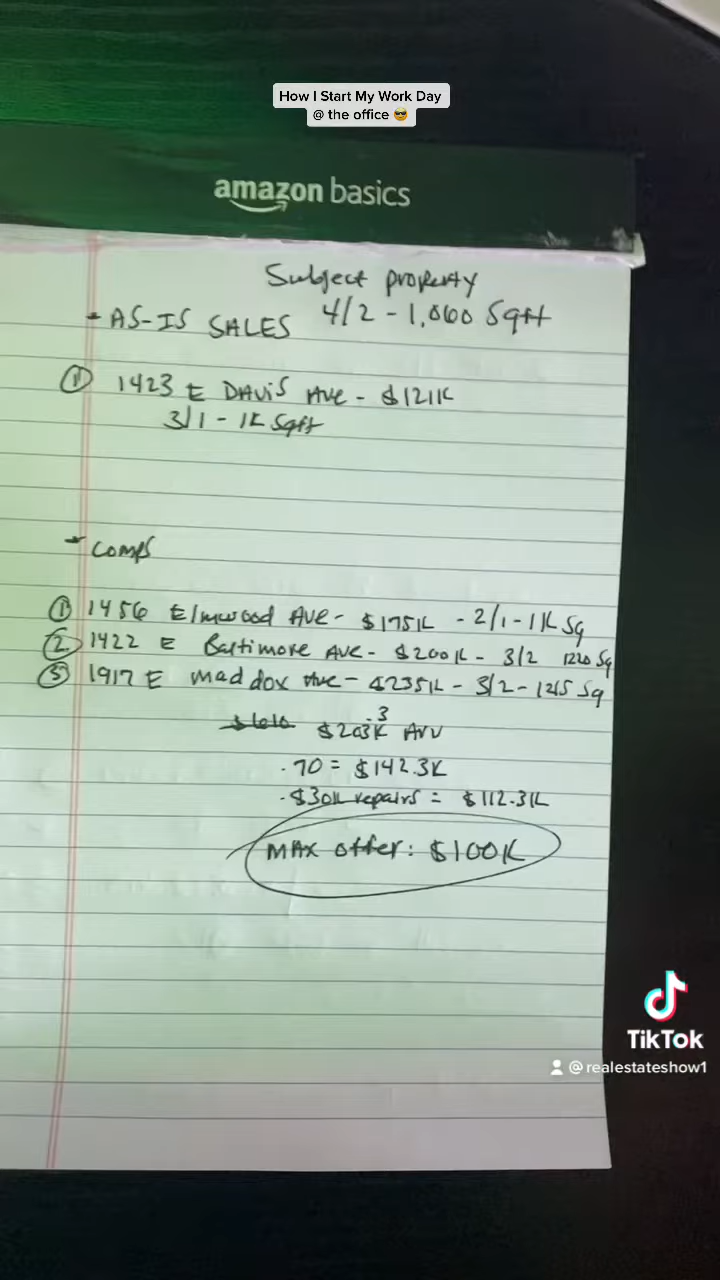 How I Start My Work Day
@ the office 😎
amazon basics
Subject property
- AS-IS SALES 4/2 - 1,060 Sqft
① 1423 E DAVIS AVE - $121K
3/1 - 1K Sqft
- COMPS
① 1456 Elmwood AVE - $175K - 2/1 - 1K Sq
② 1422 E Baltimore AVE - $200K - 3/2 1220 Sq
③ 1917 E maddox Ave - $235K - 3/2 - 1215 Sq
$203.3K ARV
.70 = $142.3K
- $30K repairs = $112.3K
MAX offer: $100K
TikTok
@realestateshow1